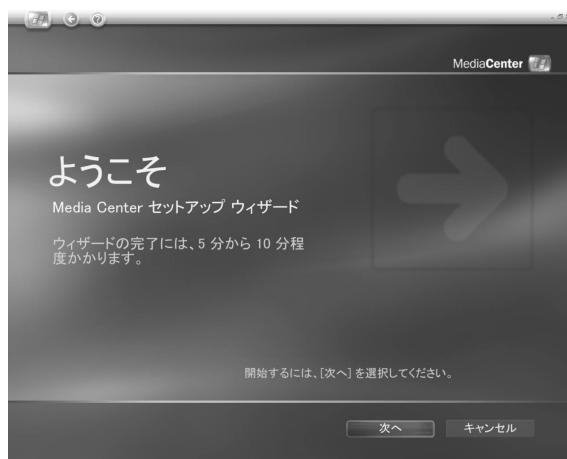 MediaCenter
ようこそ
Media Center セットアップ ウィザード
ウィザードの完了には、5 分から 10 分程
度かかります。
開始するには、[次へ] を選択してください。
次へ
キャンセル